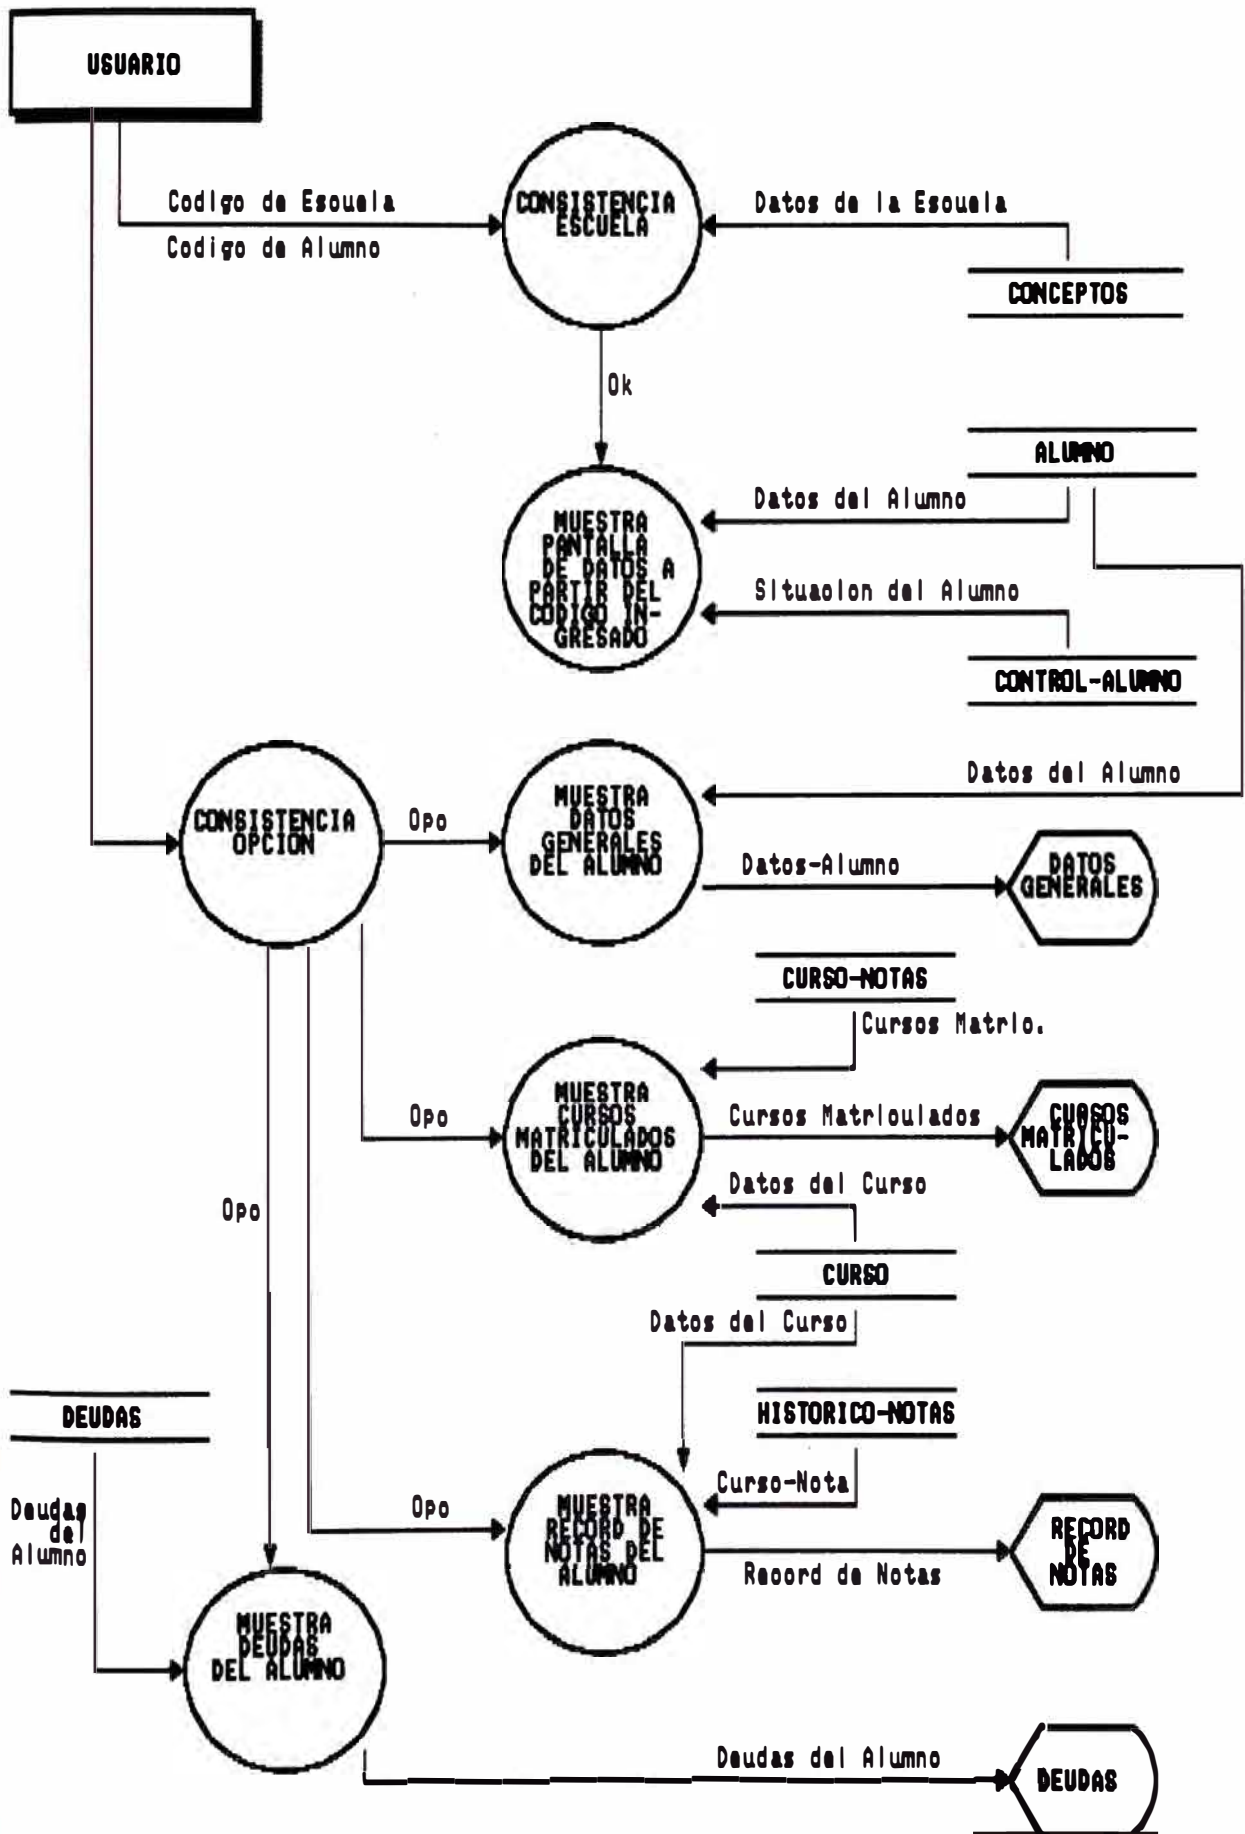 USUARIO
Codigo de Escuela
Codigo de Alumno
CONSISTENCIA
ESCUELA
Datos de la Escuela
CONCEPTOS
Ok
ALUMNO
MUESTRA
PANTALLA
DE DATOS A
PARTIR DEL
CODIGO IN-
GRESADO
Datos del Alumno
Situacion del Alumno
CONTROL-ALUMNO
Datos del Alumno
CONSISTENCIA
OPCION
Opc
MUESTRA
DATOS
GENERALES
DEL ALUMNO
Datos-Alumno
DATOS
GENERALES
CURSO-NOTAS
Cursos Matric.
Opc
MUESTRA
CURSOS
MATRICULADOS
DEL ALUMNO
Cursos Matriculados
CURSOS
MATRICU-
LADOS
Datos del Curso
Opc
CURSO
Datos del Curso
DEUDAS
HISTORICO-NOTAS
Curso-Nota
Deudas
del
Alumno
Opc
MUESTRA
RECORD DE
NOTAS DEL
ALUMNO
Record de Notas
RECORD
DE
NOTAS
MUESTRA
DEUDAS
DEL ALUMNO
Deudas del Alumno
DEUDAS